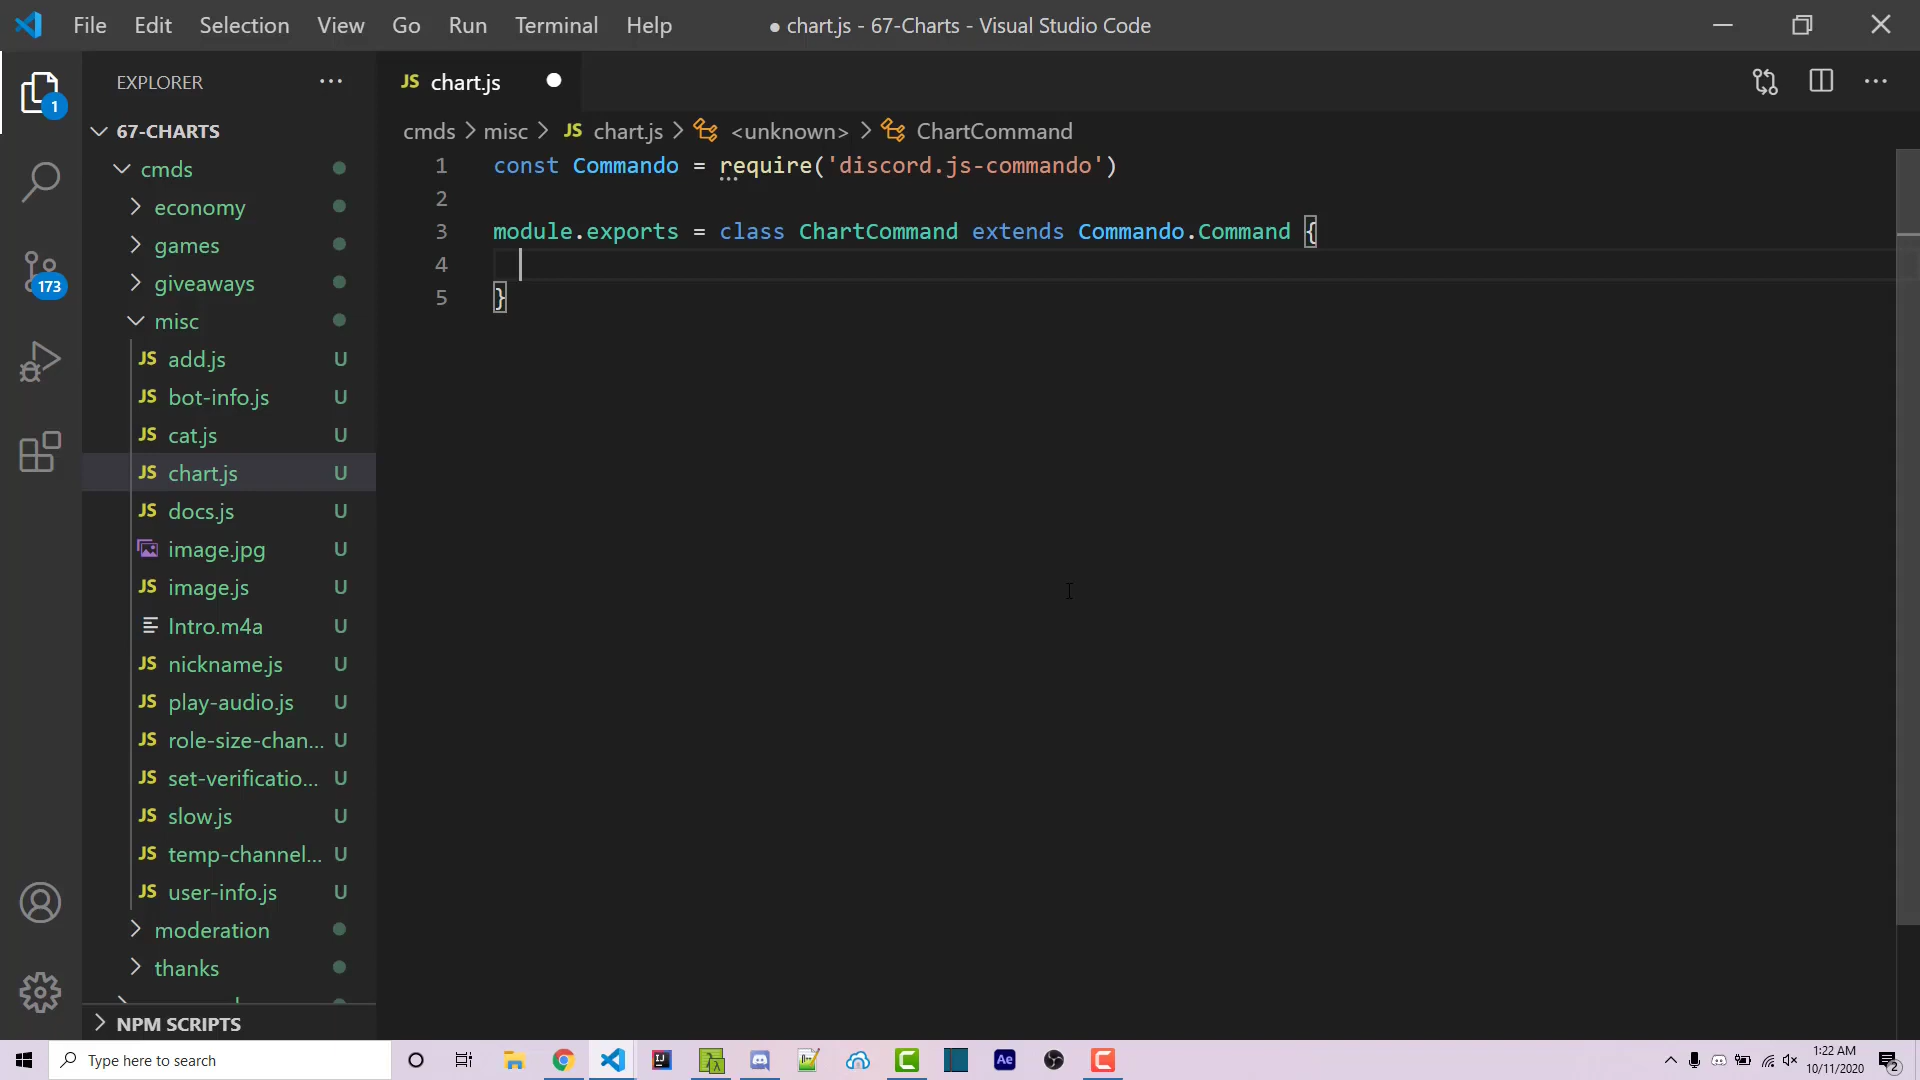 File Edit Selection View Go Run Terminal Help
● chart.js - 67-Charts - Visual Studio Code
EXPLORER
JS chart.js
1
67-CHARTS
cmds > misc > JS chart.js > <unknown> > ChartCommand
cmds
economy
games
giveaways
misc
JS add.js U
JS bot-info.js U
JS cat.js U
JS chart.js U
JS docs.js U
image.jpg U
JS image.js U
Intro.m4a U
JS nickname.js U
JS play-audio.js U
JS role-size-chan... U
JS set-verificatio... U
JS slow.js U
JS temp-channel... U
JS user-info.js U
moderation
thanks
NPM SCRIPTS
173
1 const Commando = require('discord.js-commando')
2
3 module.exports = class ChartCommand extends Commando.Command {
4
5 }
Type here to search
IJ
Ae
1:22 AM
10/11/2020
2